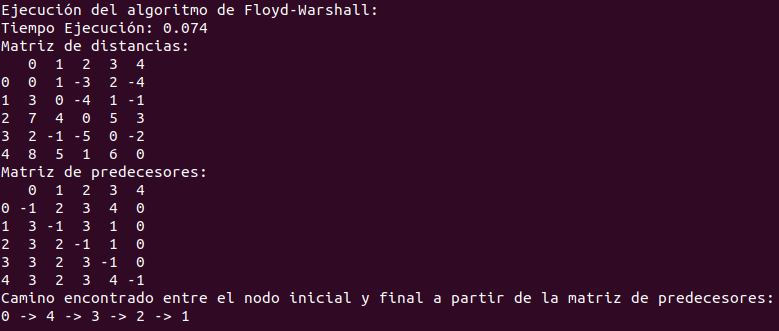 Ejecución del algoritmo de Floyd-Warshall:
Tiempo Ejecución: 0.074
Matriz de distancias:
   0  1  2  3  4
0  0  1 -3  2 -4
1  3  0 -4  1 -1
2  7  4  0  5  3
3  2 -1 -5  0 -2
4  8  5  1  6  0
Matriz de predecesores:
   0  1  2  3  4
0 -1  2  3  4  0
1  3 -1  3  1  0
2  3  2 -1  1  0
3  3  2  3 -1  0
4  3  2  3  4 -1
Camino encontrado entre el nodo inicial y final a partir de la matriz de predecesores:
0 -> 4 -> 3 -> 2 -> 1